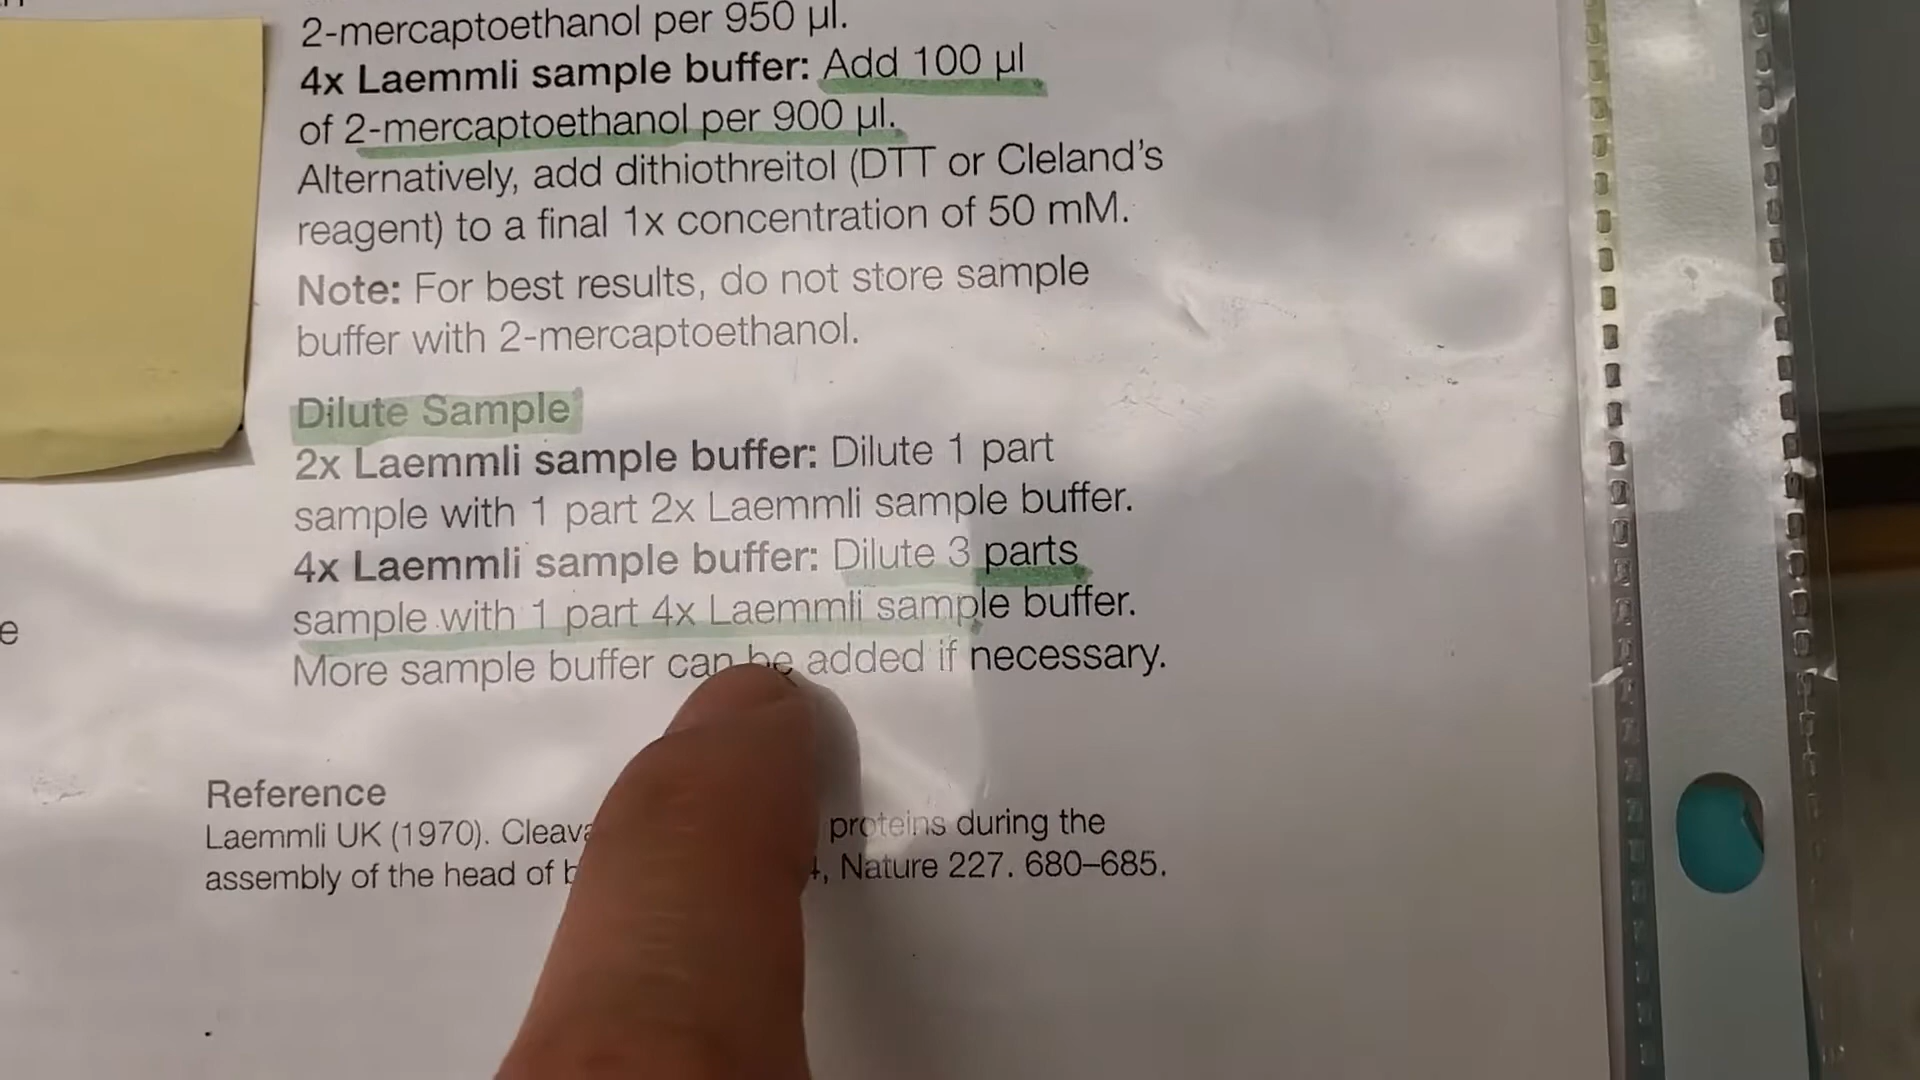 2-mercaptoethanol per 950 µl.
4x Laemmli sample buffer: Add 100 µl
of 2-mercaptoethanol per 900 µl.
Alternatively, add dithiothreitol (DTT or Cleland's
reagent) to a final 1x concentration of 50 mM.
Note: For best results, do not store sample
buffer with 2-mercaptoethanol.
Dilute Sample
2x Laemmli sample buffer: Dilute 1 part
sample with 1 part 2x Laemmli sample buffer.
4x Laemmli sample buffer: Dilute 3 parts
sample with 1 part 4x Laemmli sample buffer.
More sample buffer can be added if necessary.
e
Reference
Laemmli UK (1970). proteins during the
assembly of the head of Nature 227. 680–685.